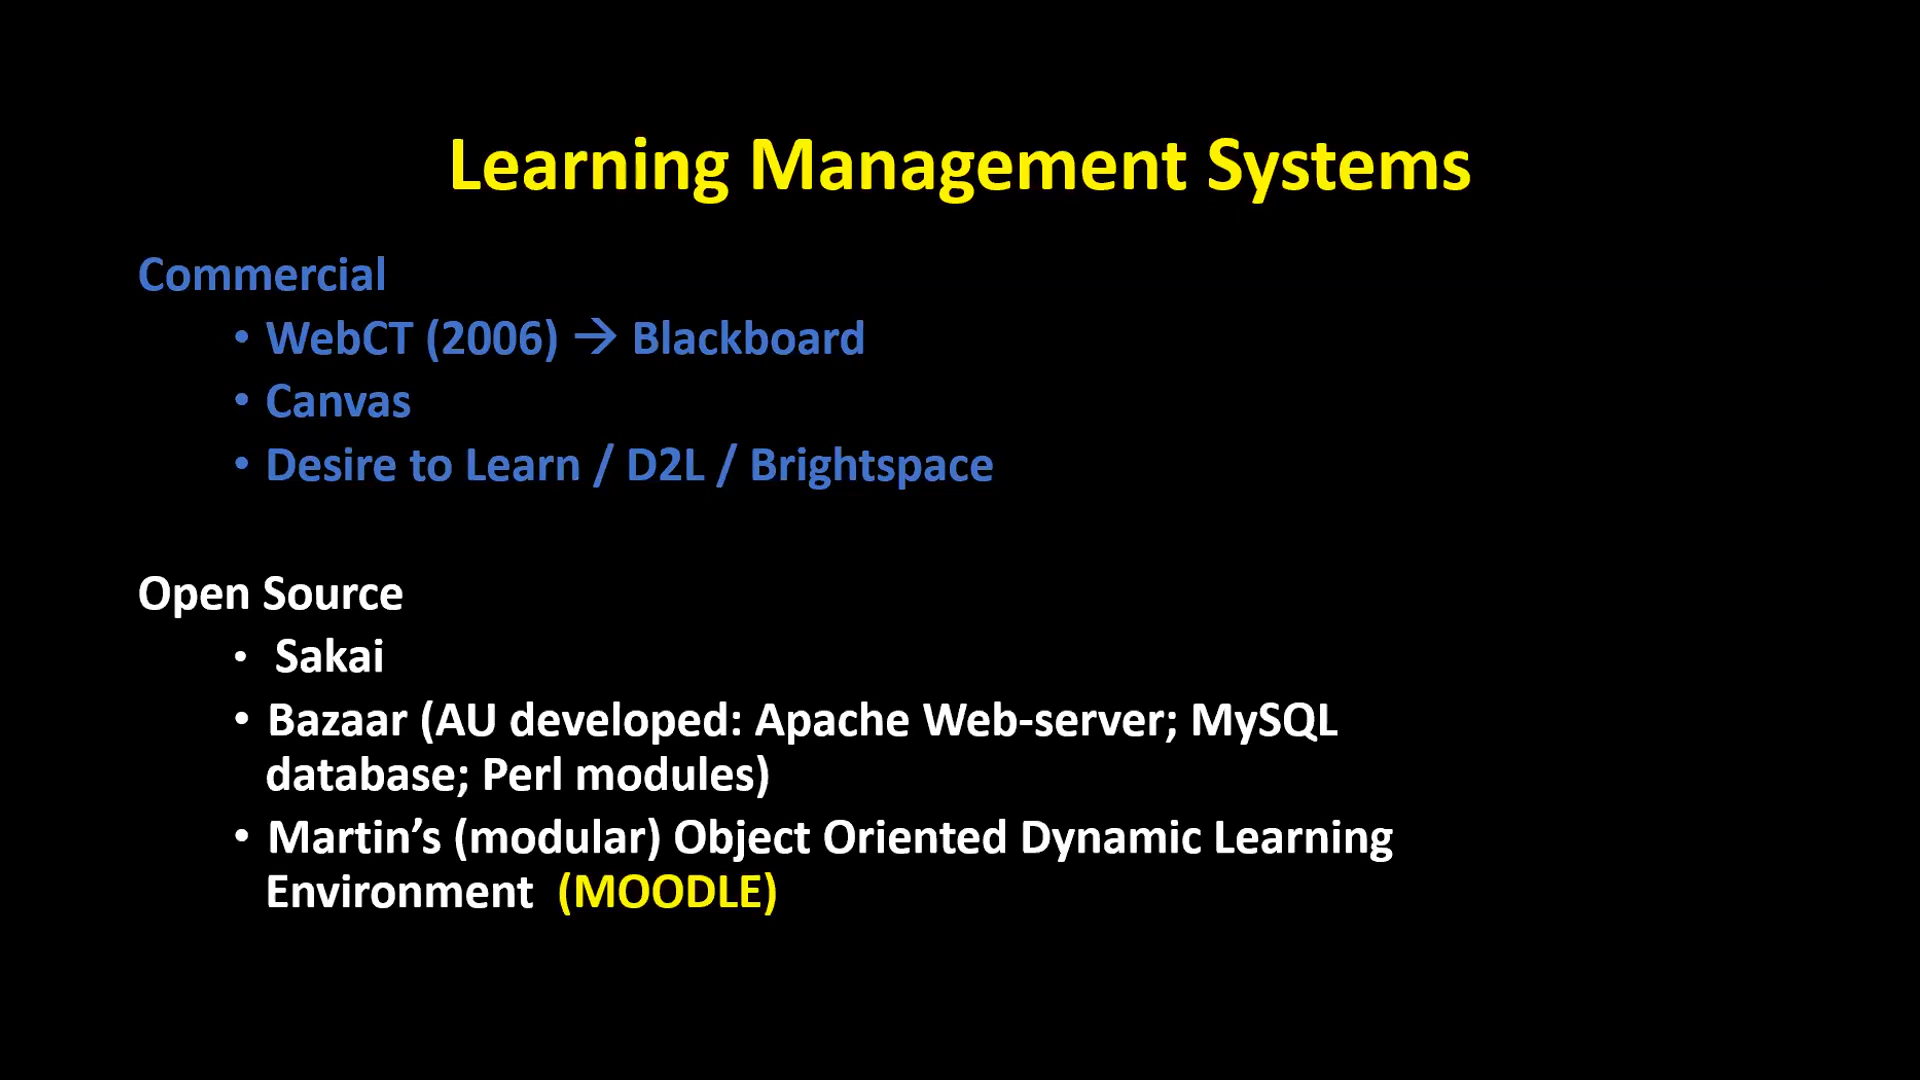 Learning Management Systems
Commercial
• WebCT (2006) → Blackboard
• Canvas
• Desire to Learn / D2L / Brightspace
Open Source
• Sakai
• Bazaar (AU developed: Apache Web-server; MySQL
database; Perl modules)
• Martin’s (modular) Object Oriented Dynamic Learning
Environment (MOODLE)